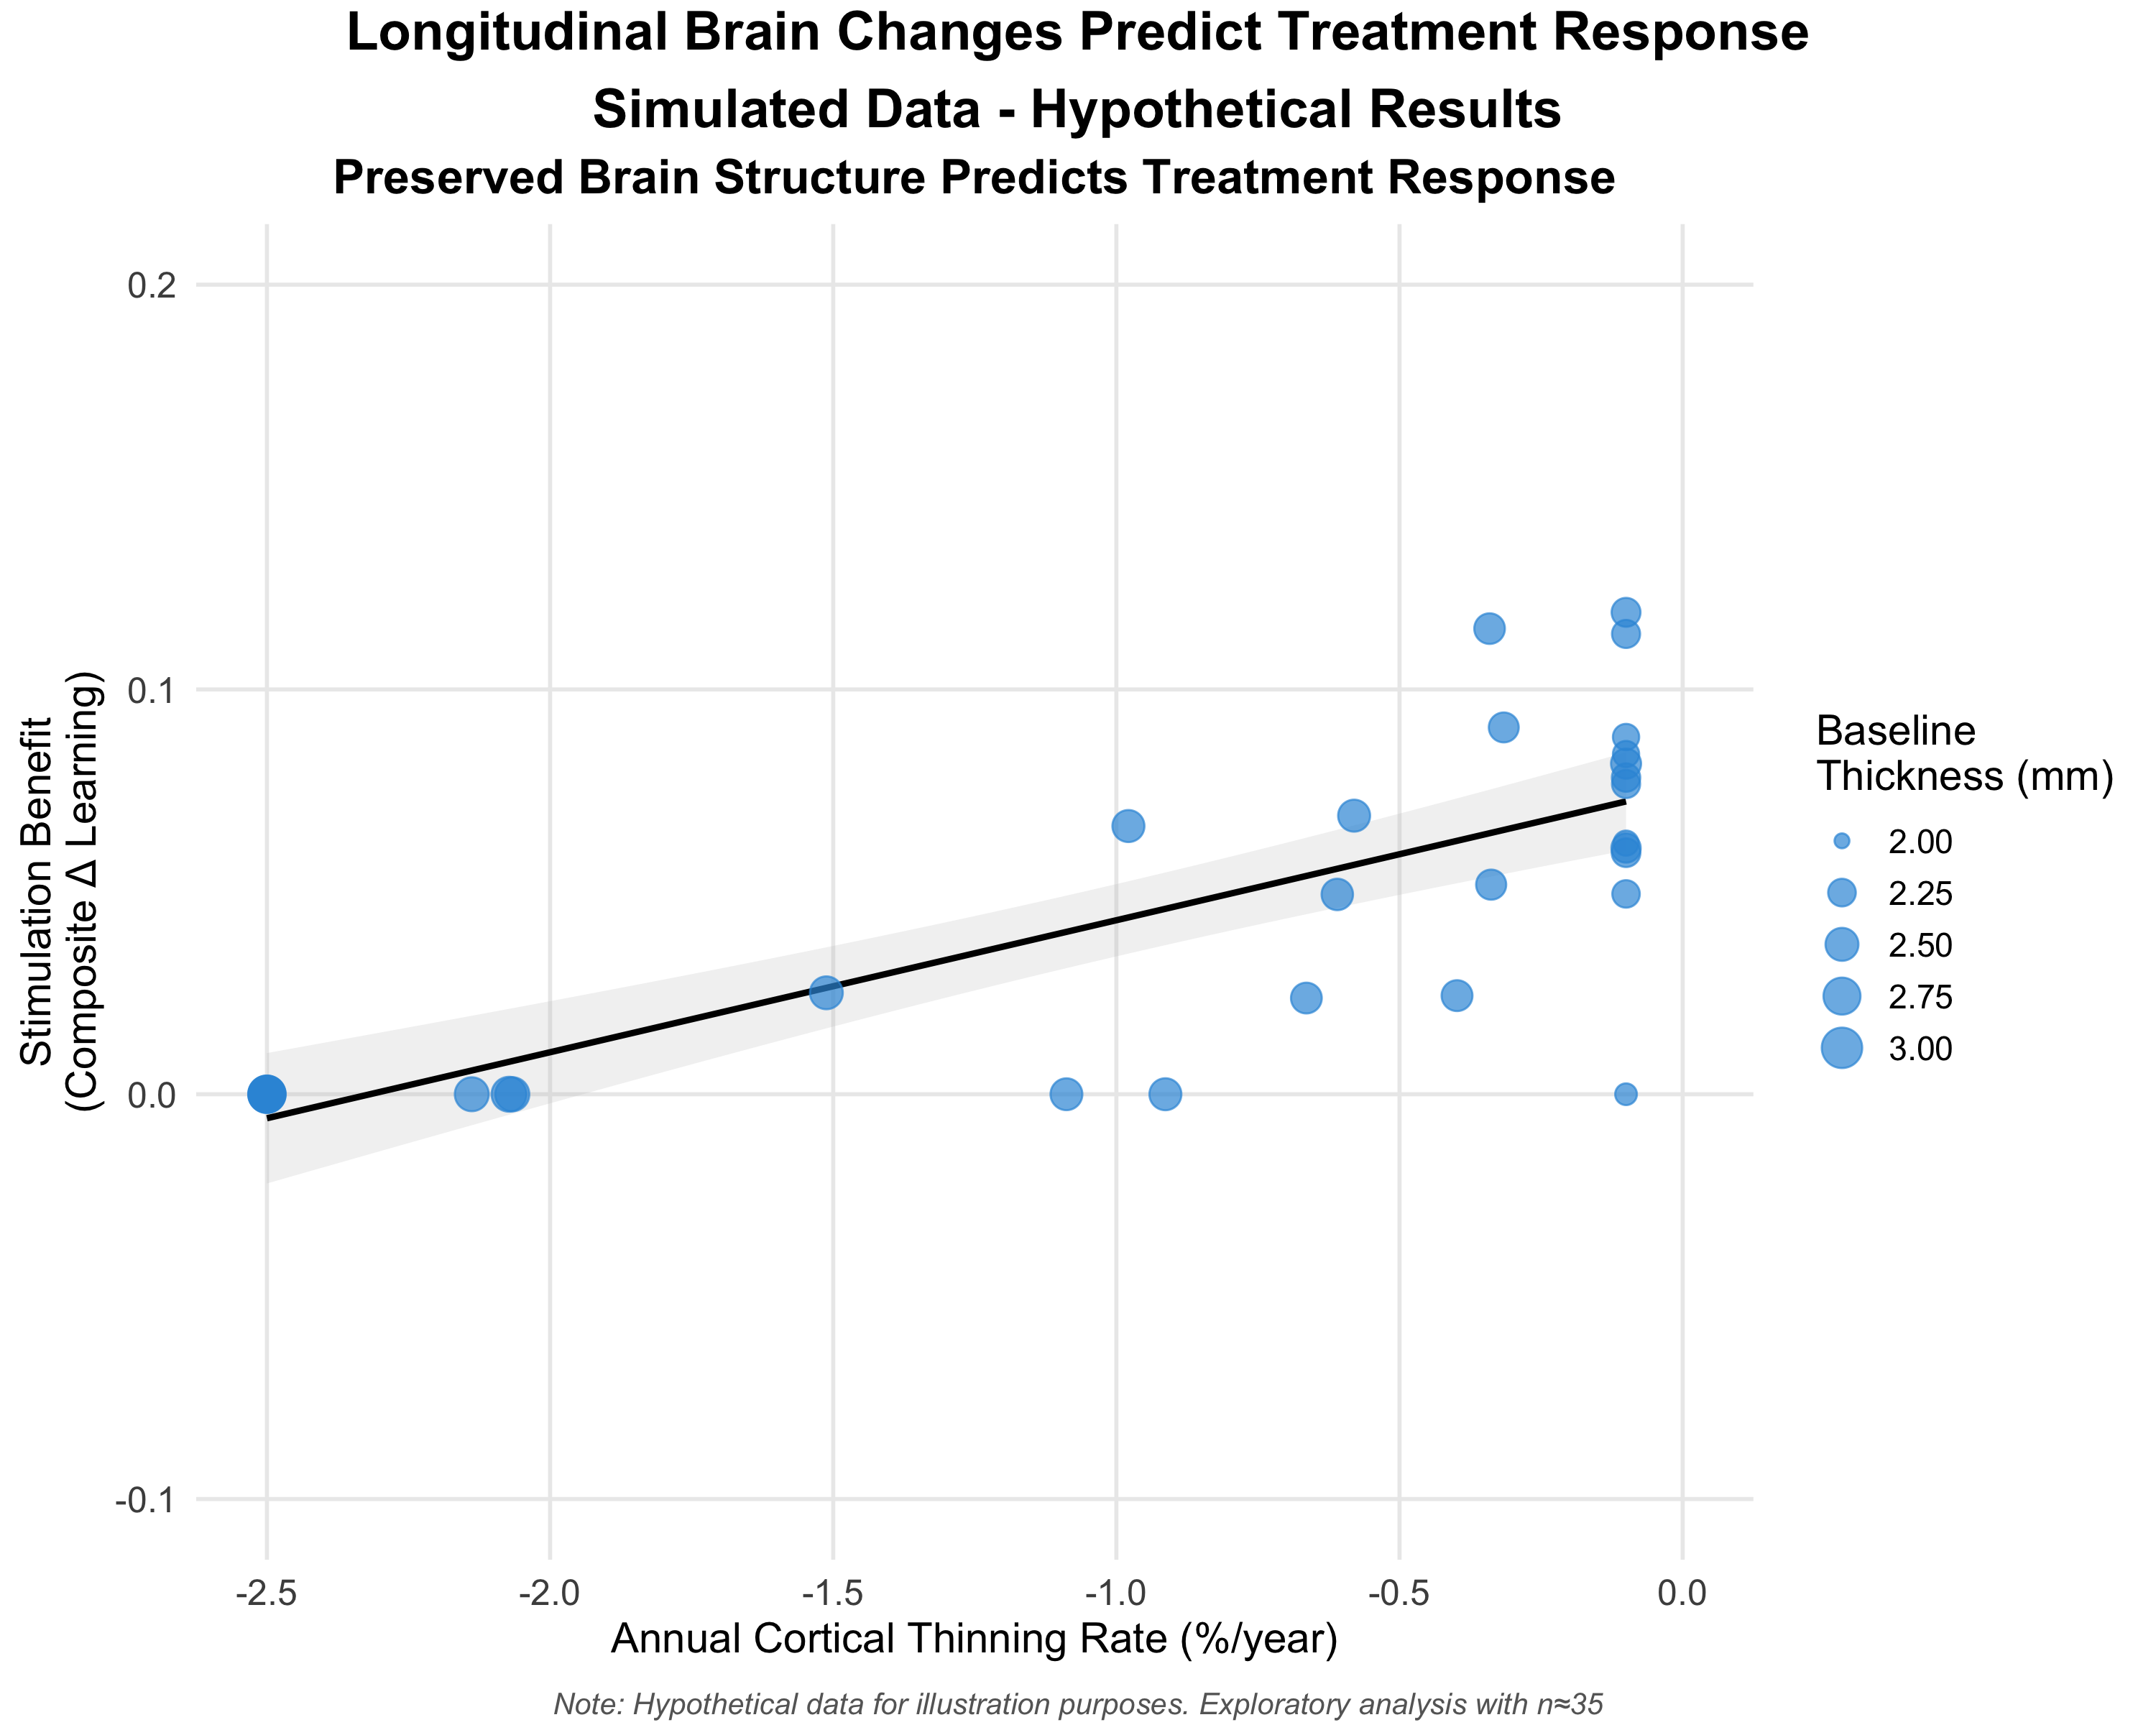 Longitudinal Brain Changes Predict Treatment Response
Simulated Data - Hypothetical Results
Preserved Brain Structure Predicts Treatment Response
Stimulation Benefit
(Composite Δ Learning)
0.2
0.1
0.0
-0.1
-2.5
-2.0
-1.5
-1.0
-0.5
0.0
Annual Cortical Thinning Rate (%/year)
Baseline
Thickness (mm)
2.00
2.25
2.50
2.75
3.00
Note: Hypothetical data for illustration purposes. Exploratory analysis with n≈35